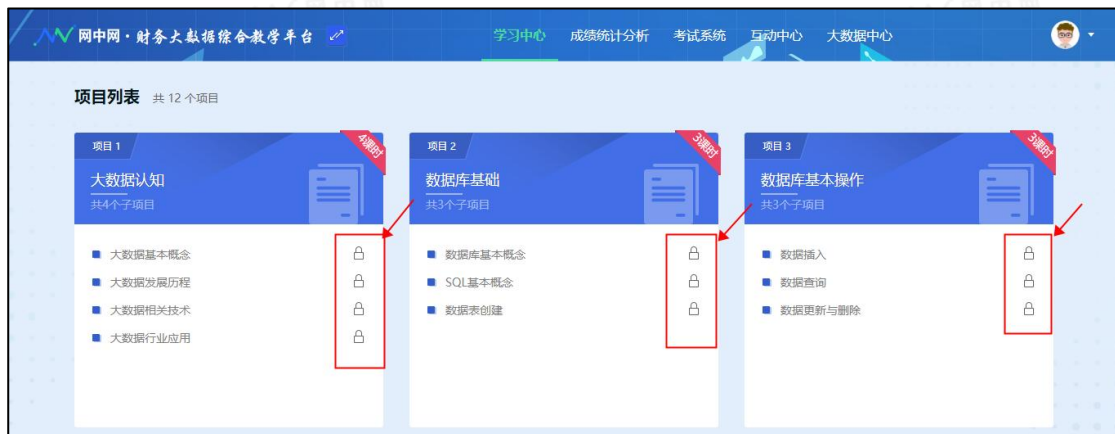 网中网·财务大数据综合教学平台 学习中心 成绩统计分析 考试系统 互动中心 大数据中心
项目列表 共 12 个项目
项目 1
4课时
大数据认知
共4个子项目
大数据基本概念
大数据发展历程
大数据相关技术
大数据行业应用
项目 2
3课时
数据库基础
共3个子项目
数据库基本概念
SQL基本概念
数据表创建
项目 3
3课时
数据库基本操作
共3个子项目
数据插入
数据查询
数据更新与删除